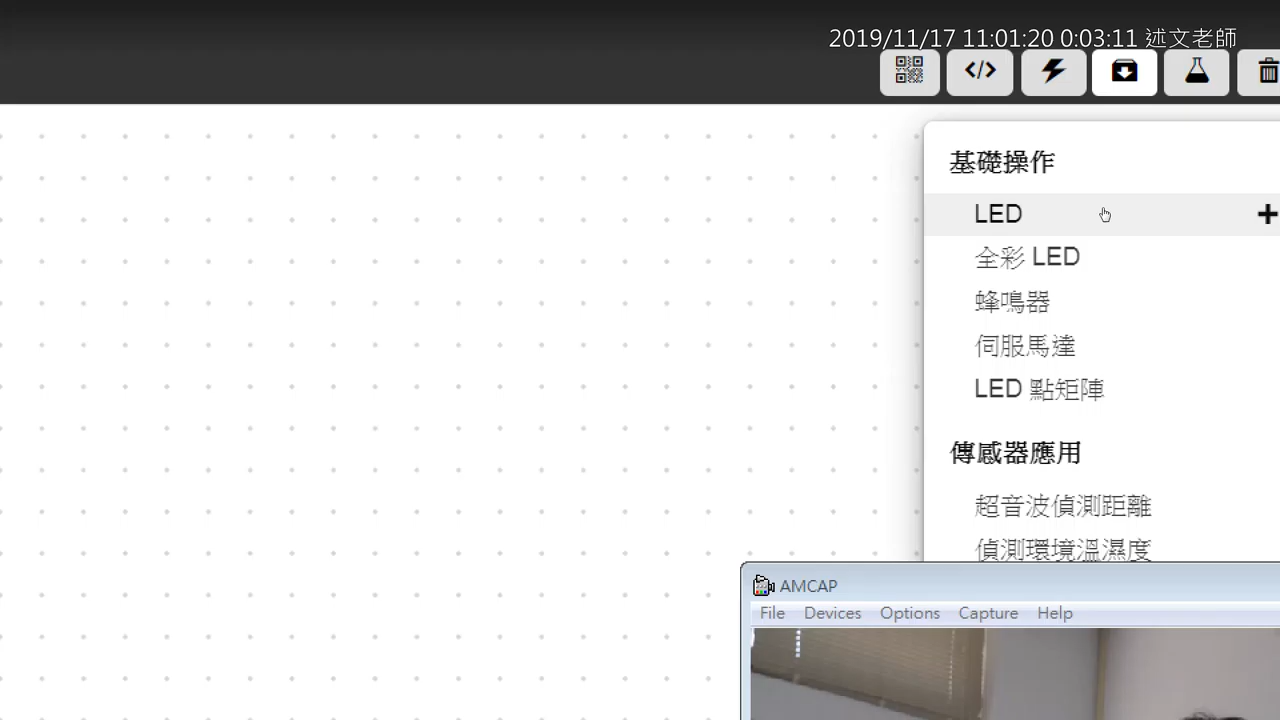 2019/11/17 11:01:20 0:03:11 述文老師
</>
基礎操作
LED
全彩 LED
蜂鳴器
伺服馬達
LED 點矩陣
傳感器應用
超音波偵測距離
偵測環境溫濕度
AMCAP
File Devices Options Capture Help